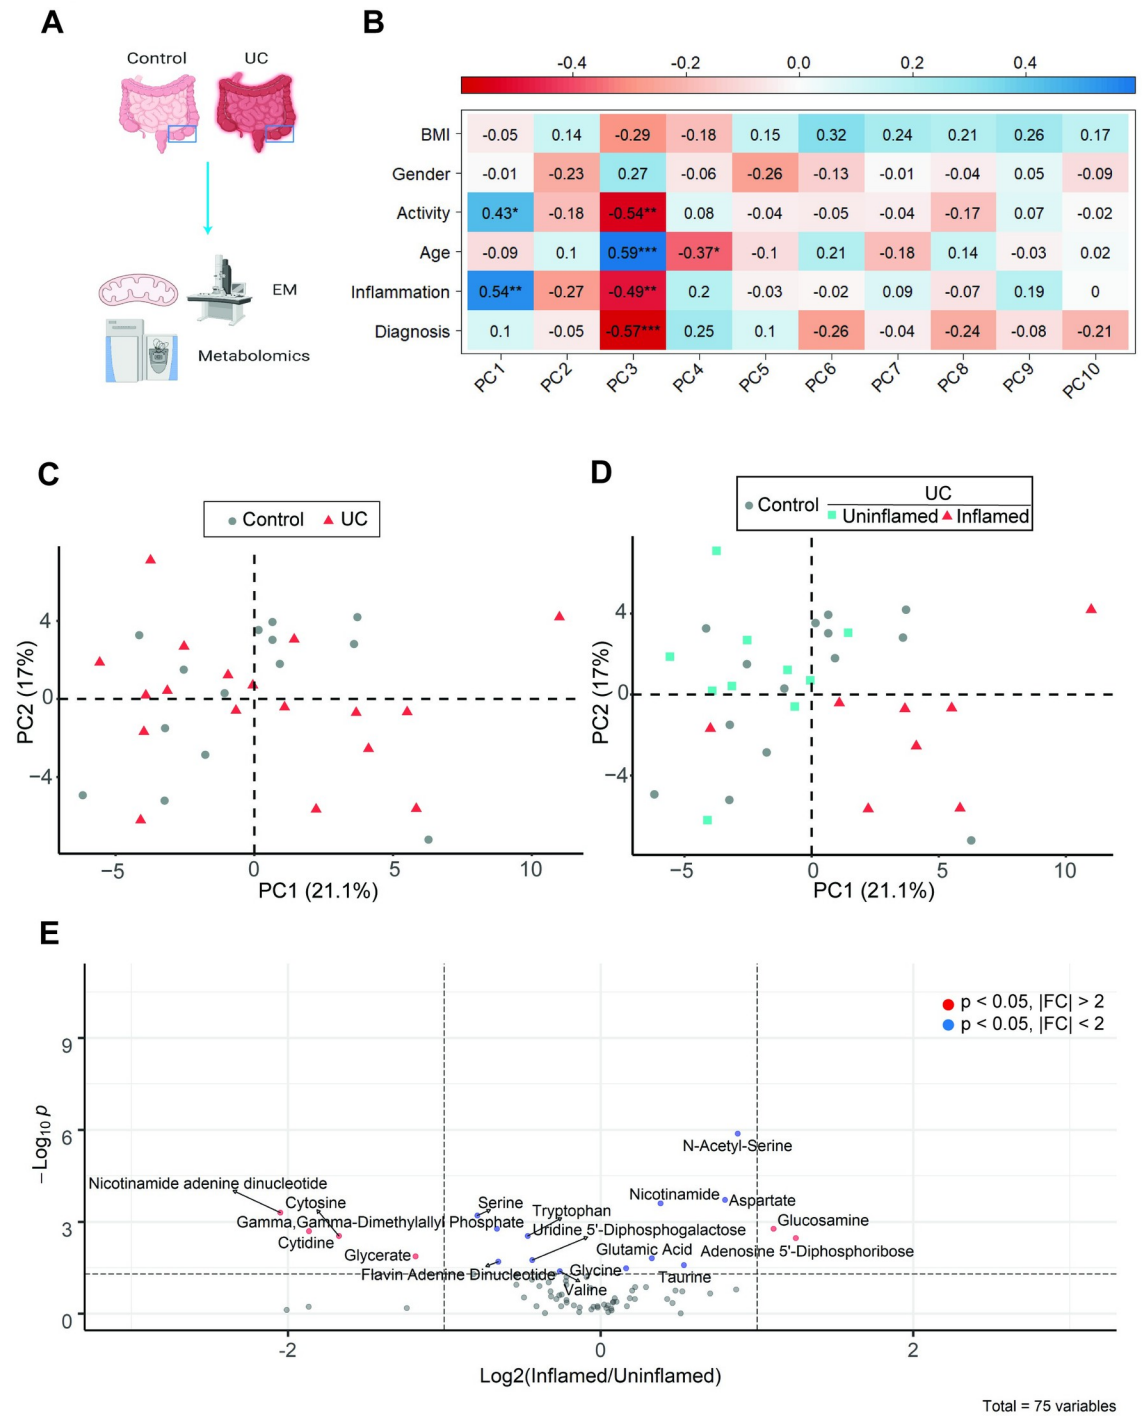 A
Control UC
EM
Metabolomics
B
-0.4 -0.2 0.0 0.2 0.4
BMI -0.05 0.14 -0.29 -0.18 0.15 0.32 0.24 0.21 0.26 0.17
Gender -0.01 -0.23 0.27 -0.06 -0.26 -0.13 -0.01 -0.04 0.05 -0.09
Activity 0.43* -0.18 -0.54** 0.08 -0.04 -0.05 -0.04 -0.17 0.07 -0.02
Age -0.09 0.1 0.59*** -0.37* -0.1 0.21 -0.18 0.14 -0.03 0.02
Inflammation 0.54** -0.27 -0.49** 0.2 -0.03 -0.02 0.09 -0.07 0.19 0
Diagnosis 0.1 -0.05 -0.57*** 0.25 0.1 -0.26 -0.04 -0.24 -0.08 -0.21
PC1 PC2 PC3 PC4 PC5 PC6 PC7 PC8 PC9 PC10
C
Control UC
PC2 (17%)
4
0
−4
−5 0 5 10
PC1 (21.1%)
D
UC
Control Uninflamed Inflamed
PC2 (17%)
4
0
−4
−5 0 5 10
PC1 (21.1%)
E
p < 0.05, |FC| > 2
p < 0.05, |FC| < 2
−Log10 p
9
6
3
0
N-Acetyl-Serine
Nicotinamide adenine dinucleotide
Cytosine
Serine
Nicotinamide
Aspartate
Tryptophan
Gamma,Gamma-Dimethylallyl Phosphate
Glucosamine
Uridine 5'-Diphosphogalactose
Cytidine
Glutamic Acid
Adenosine 5'-Diphosphoribose
Glycerate
Flavin Adenine Dinucleotide
Glycine
Taurine
Valine
-2 0 2
Log2(Inflamed/Uninflamed)
Total = 75 variables